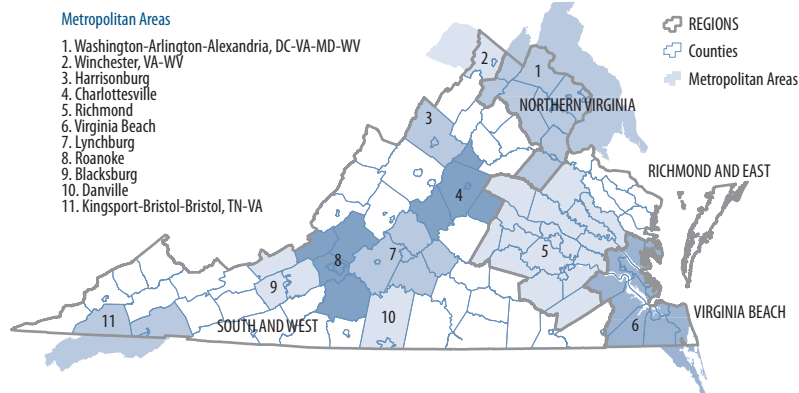 Metropolitan Areas
1. Washington-Arlington-Alexandria, DC-VA-MD-WV
2. Winchester, VA-WV
3. Harrisonburg
4. Charlottesville
5. Richmond
6. Virginia Beach
7. Lynchburg
8. Roanoke
9. Blacksburg
10. Danville
11. Kingsport-Bristol-Bristol, TN-VA
REGIONS
Counties
Metropolitan Areas
2
1
NORTHERN VIRGINIA
3
RICHMOND AND EAST
4
5
7
8
9
VIRGINIA BEACH
11
SOUTH AND WEST
10
6